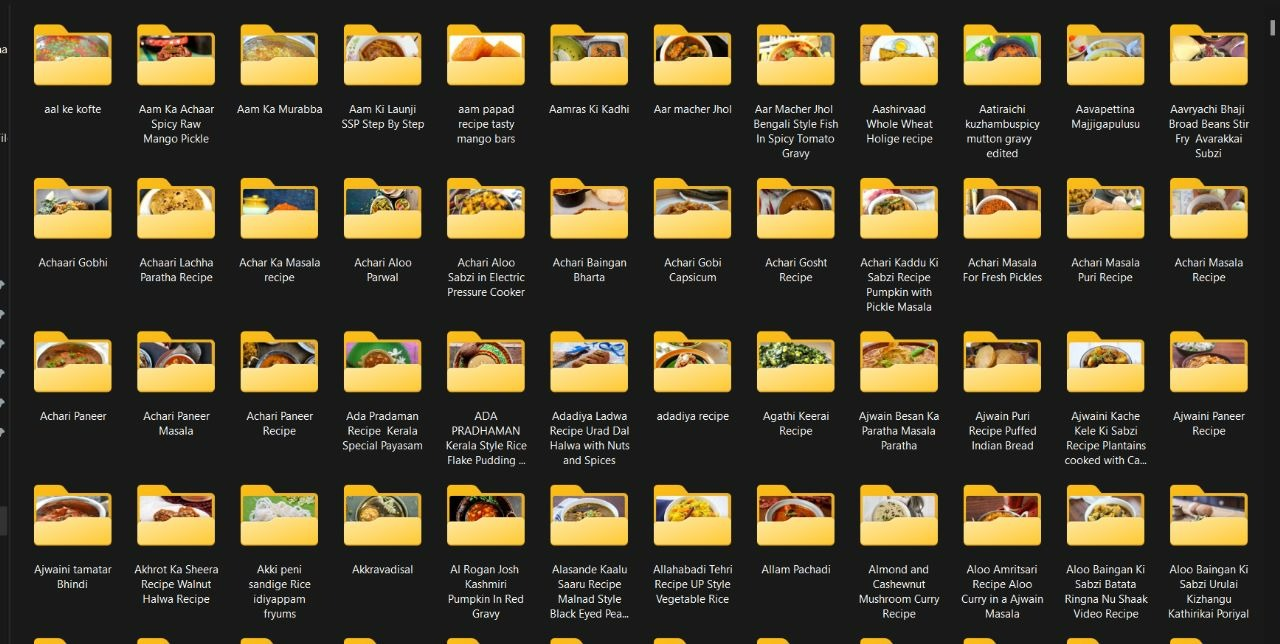 aal ke kofte
Aam Ka Achaar
Spicy Raw
Mango Pickle
Aam Ka Murabba
Aam Ki Launji
SSP Step By Step
aam papad
recipe tasty
mango bars
Aamras Ki Kadhi
Aar macher Jhol
Aar Macher Jhol
Bengali Style Fish
In Spicy Tomato
Gravy
Aashirvaad
Whole Wheat
Holige recipe
Aatiraichi
kuzhambuspicy
mutton gravy
edited
Aavapettina
Majjigapulusu
Aavryachi Bhaji
Broad Beans Stir
Fry Avarakkai
Subzi
Achaari Gobhi
Achaari Lachha
Paratha Recipe
Achar Ka Masala
recipe
Achari Aloo
Parwal
Achari Aloo
Sabzi in Electric
Pressure Cooker
Achari Baingan
Bharta
Achari Gobi
Capsicum
Achari Gosht
Recipe
Achari Kaddu Ki
Sabzi Recipe
Pumpkin with
Pickle Masala
Achari Masala
For Fresh Pickles
Achari Masala
Puri Recipe
Achari Masala
Recipe
Achari Paneer
Achari Paneer
Masala
Achari Paneer
Recipe
Ada Pradaman
Recipe Kerala
Special Payasam
ADA
PRADHAMAN
Kerala Style Rice
Flake Pudding ...
Adadiya Ladwa
Recipe Urad Dal
Halwa with Nuts
and Spices
adadiya recipe
Agathi Keerai
Recipe
Ajwain Besan Ka
Paratha Masala
Paratha
Ajwain Puri
Recipe Puffed
Indian Bread
Ajwaini Kache
Kele Ki Sabzi
Recipe Plantains
cooked with Ca...
Ajwaini Paneer
Recipe
Ajwaini tamatar
Bhindi
Akhrot Ka Sheera
Recipe Walnut
Halwa Recipe
Akki peni
sandige Rice
idiyappam
fryums
Akkravadisal
Al Rogan Josh
Kashmiri
Pumpkin In Red
Gravy
Alasande Kaalu
Saaru Recipe
Malnad Style
Black Eyed Pea...
Allahabadi Tehri
Recipe UP Style
Vegetable Rice
Allam Pachadi
Almond and
Cashewnut
Mushroom Curry
Recipe
Aloo Amritsari
Recipe Aloo
Curry in a Ajwain
Masala
Aloo Baingan Ki
Sabzi Batata
Ringna Nu Shaak
Video Recipe
Aloo Baingan Ki
Sabzi Urulai
Kizhangu
Kathirikai Poriyal